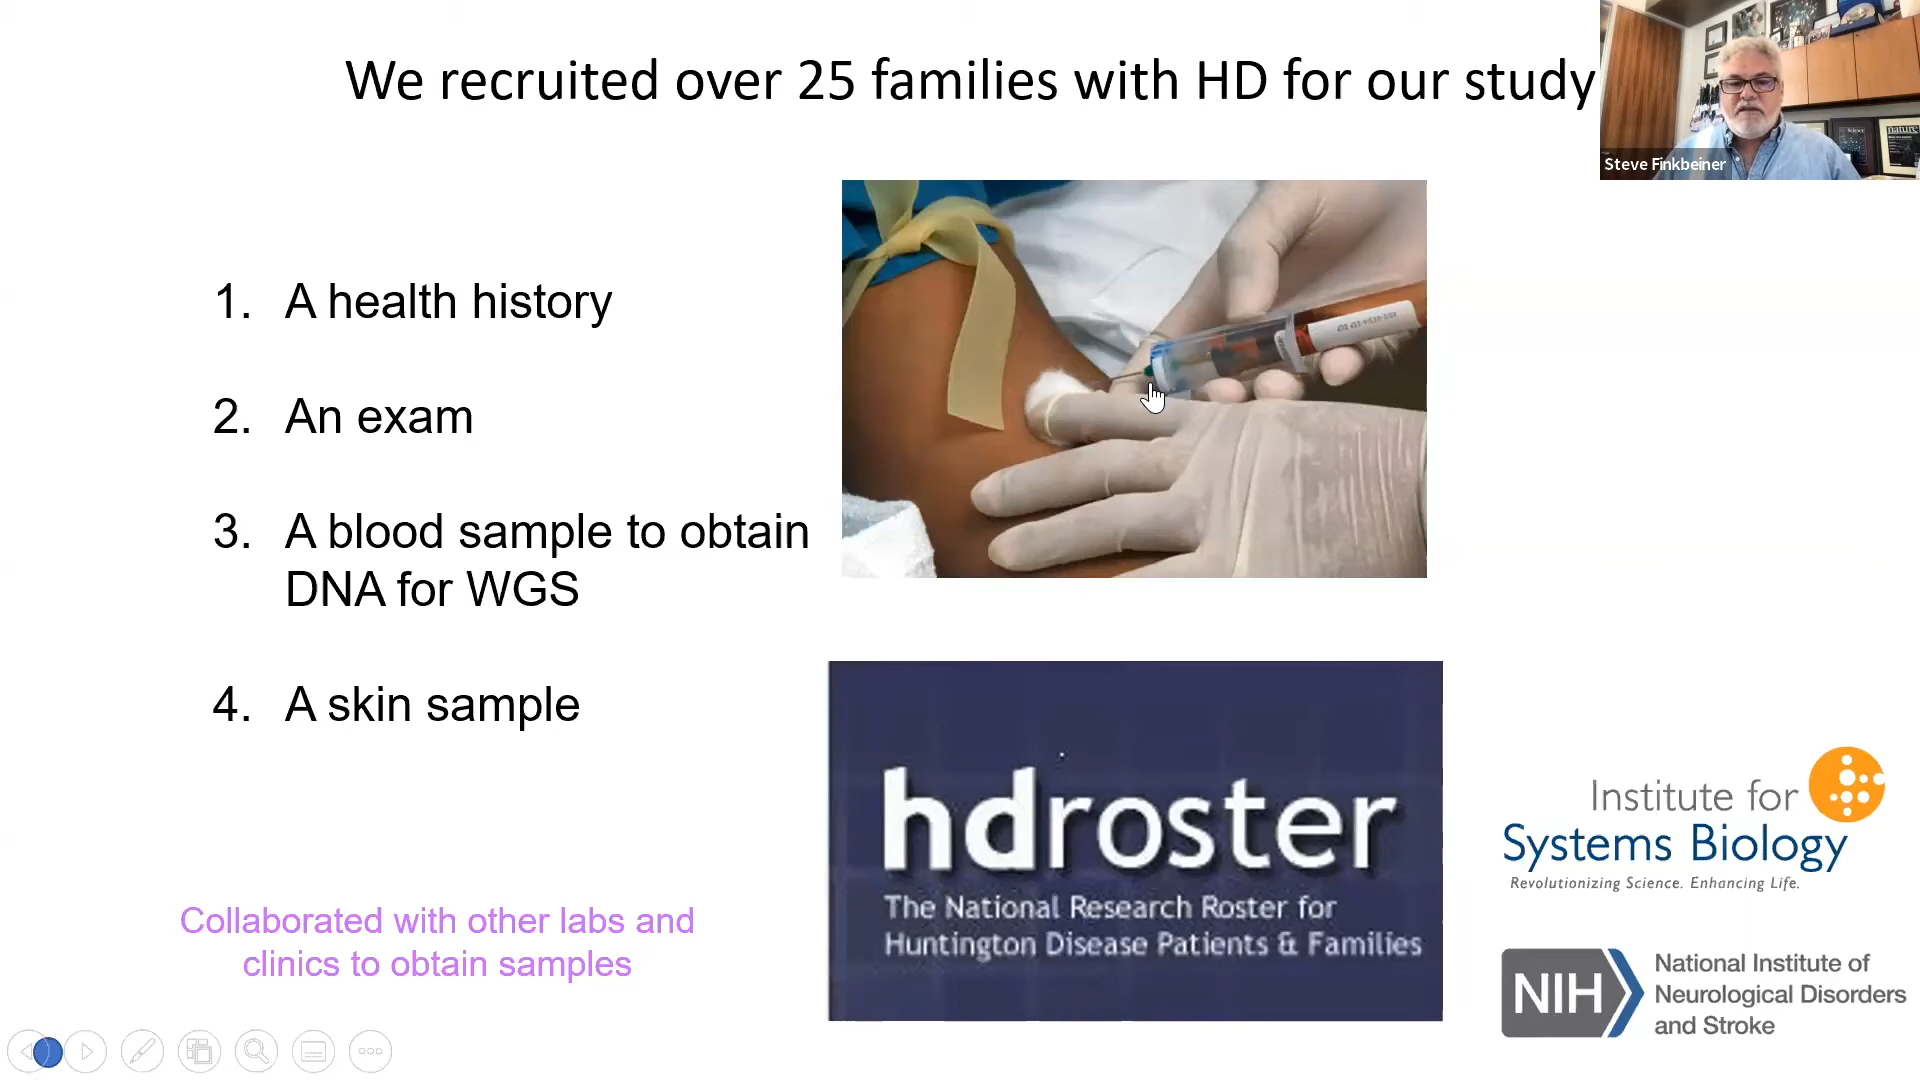 We recruited over 25 families with HD for our study
Steve Finkbeiner
1. A health history
2. An exam
3. A blood sample to obtain
DNA for WGS
4. A skin sample
Collaborated with other labs and
clinics to obtain samples
hdroster
The National Research Roster for
Huntington Disease Patients & Families
Institute for
Systems Biology
Revolutionizing Science. Enhancing Life.
NIH
National Institute of
Neurological Disorders
and Stroke
nature
Science